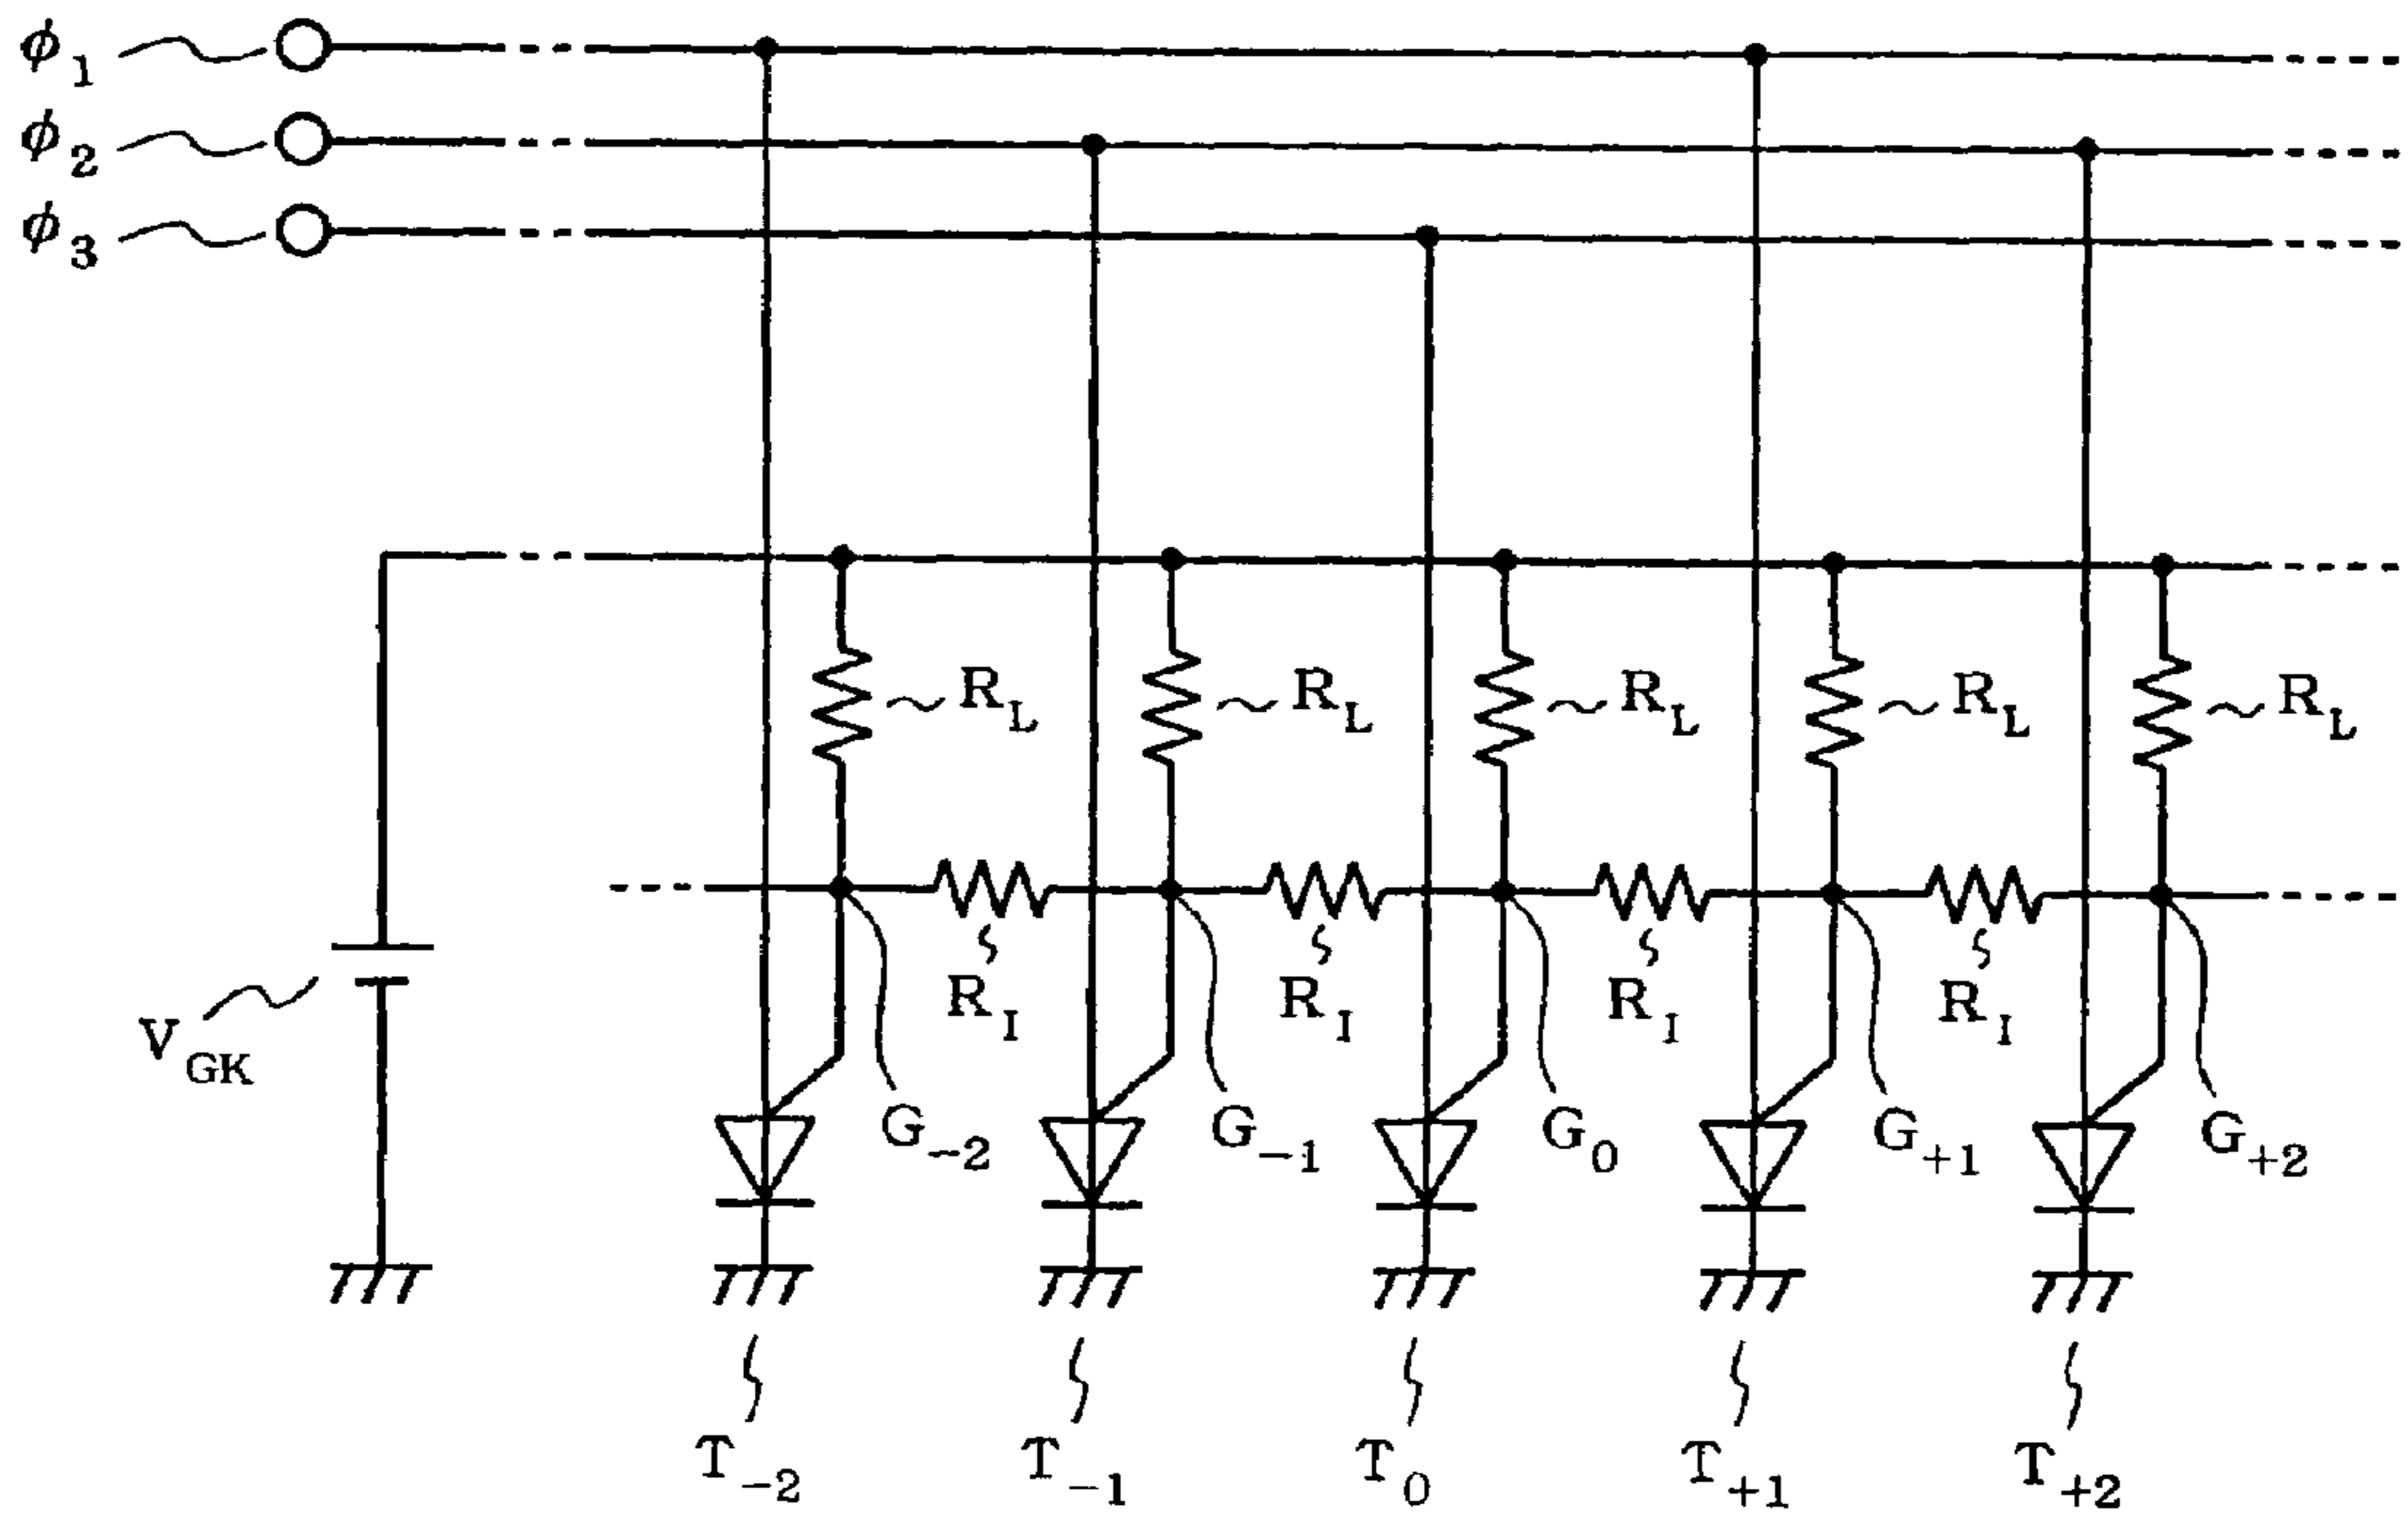 ϕ1
ϕ2
ϕ3
RL RL RL RL RL
RI RI RI RI
VGK
G-2 G-1 G0 G+1 G+2
T-2 T-1 T0 T+1 T+2